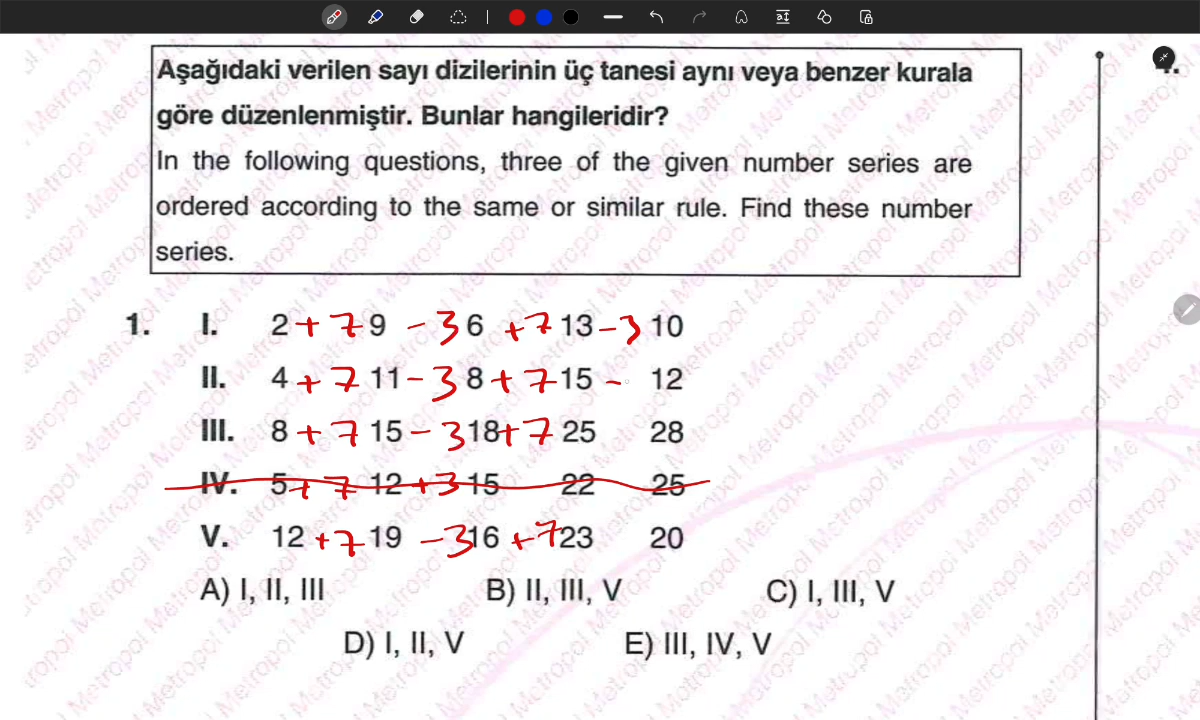 Aşağıdaki verilen sayı dizilerinin üç tanesi aynı veya benzer kurala
göre düzenlenmiştir. Bunlar hangileridir?
In the following questions, three of the given number series are
ordered according to the same or similar rule. Find these number
series.
1. I. 2 +7 9 -3 6 +7 13 -3 10
II. 4 +7 11 -3 8 +7 15 - 12
III. 8 +7 15 -3 18 +7 25 28
IV. 5 +7 12 +3 15 22 25
V. 12 +7 19 -3 16 +7 23 20
A) I, II, III B) II, III, V C) I, III, V
D) I, II, V E) III, IV, V